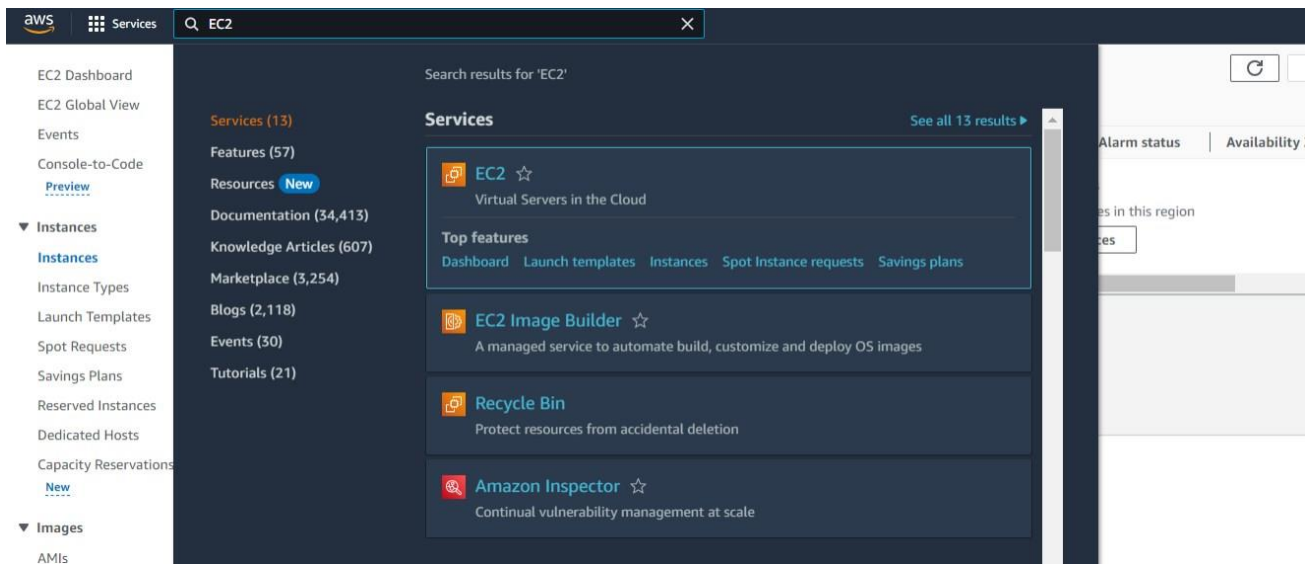 aws
Services
EC2
EC2 Dashboard
EC2 Global View
Events
Console-to-Code
Preview
Instances
Instances
Instance Types
Launch Templates
Spot Requests
Savings Plans
Reserved Instances
Dedicated Hosts
Capacity Reservations
New
Images
AMIs
Search results for 'EC2'
Services (13)
Features (57)
Resources New
Documentation (34,413)
Knowledge Articles (607)
Marketplace (3,254)
Blogs (2,118)
Events (30)
Tutorials (21)
Services
See all 13 results
EC2
Virtual Servers in the Cloud
Top features
Dashboard Launch templates Instances Spot Instance requests Savings plans
EC2 Image Builder
A managed service to automate build, customize and deploy OS images
Recycle Bin
Protect resources from accidental deletion
Amazon Inspector
Continual vulnerability management at scale
Alarm status
Availability
in this region